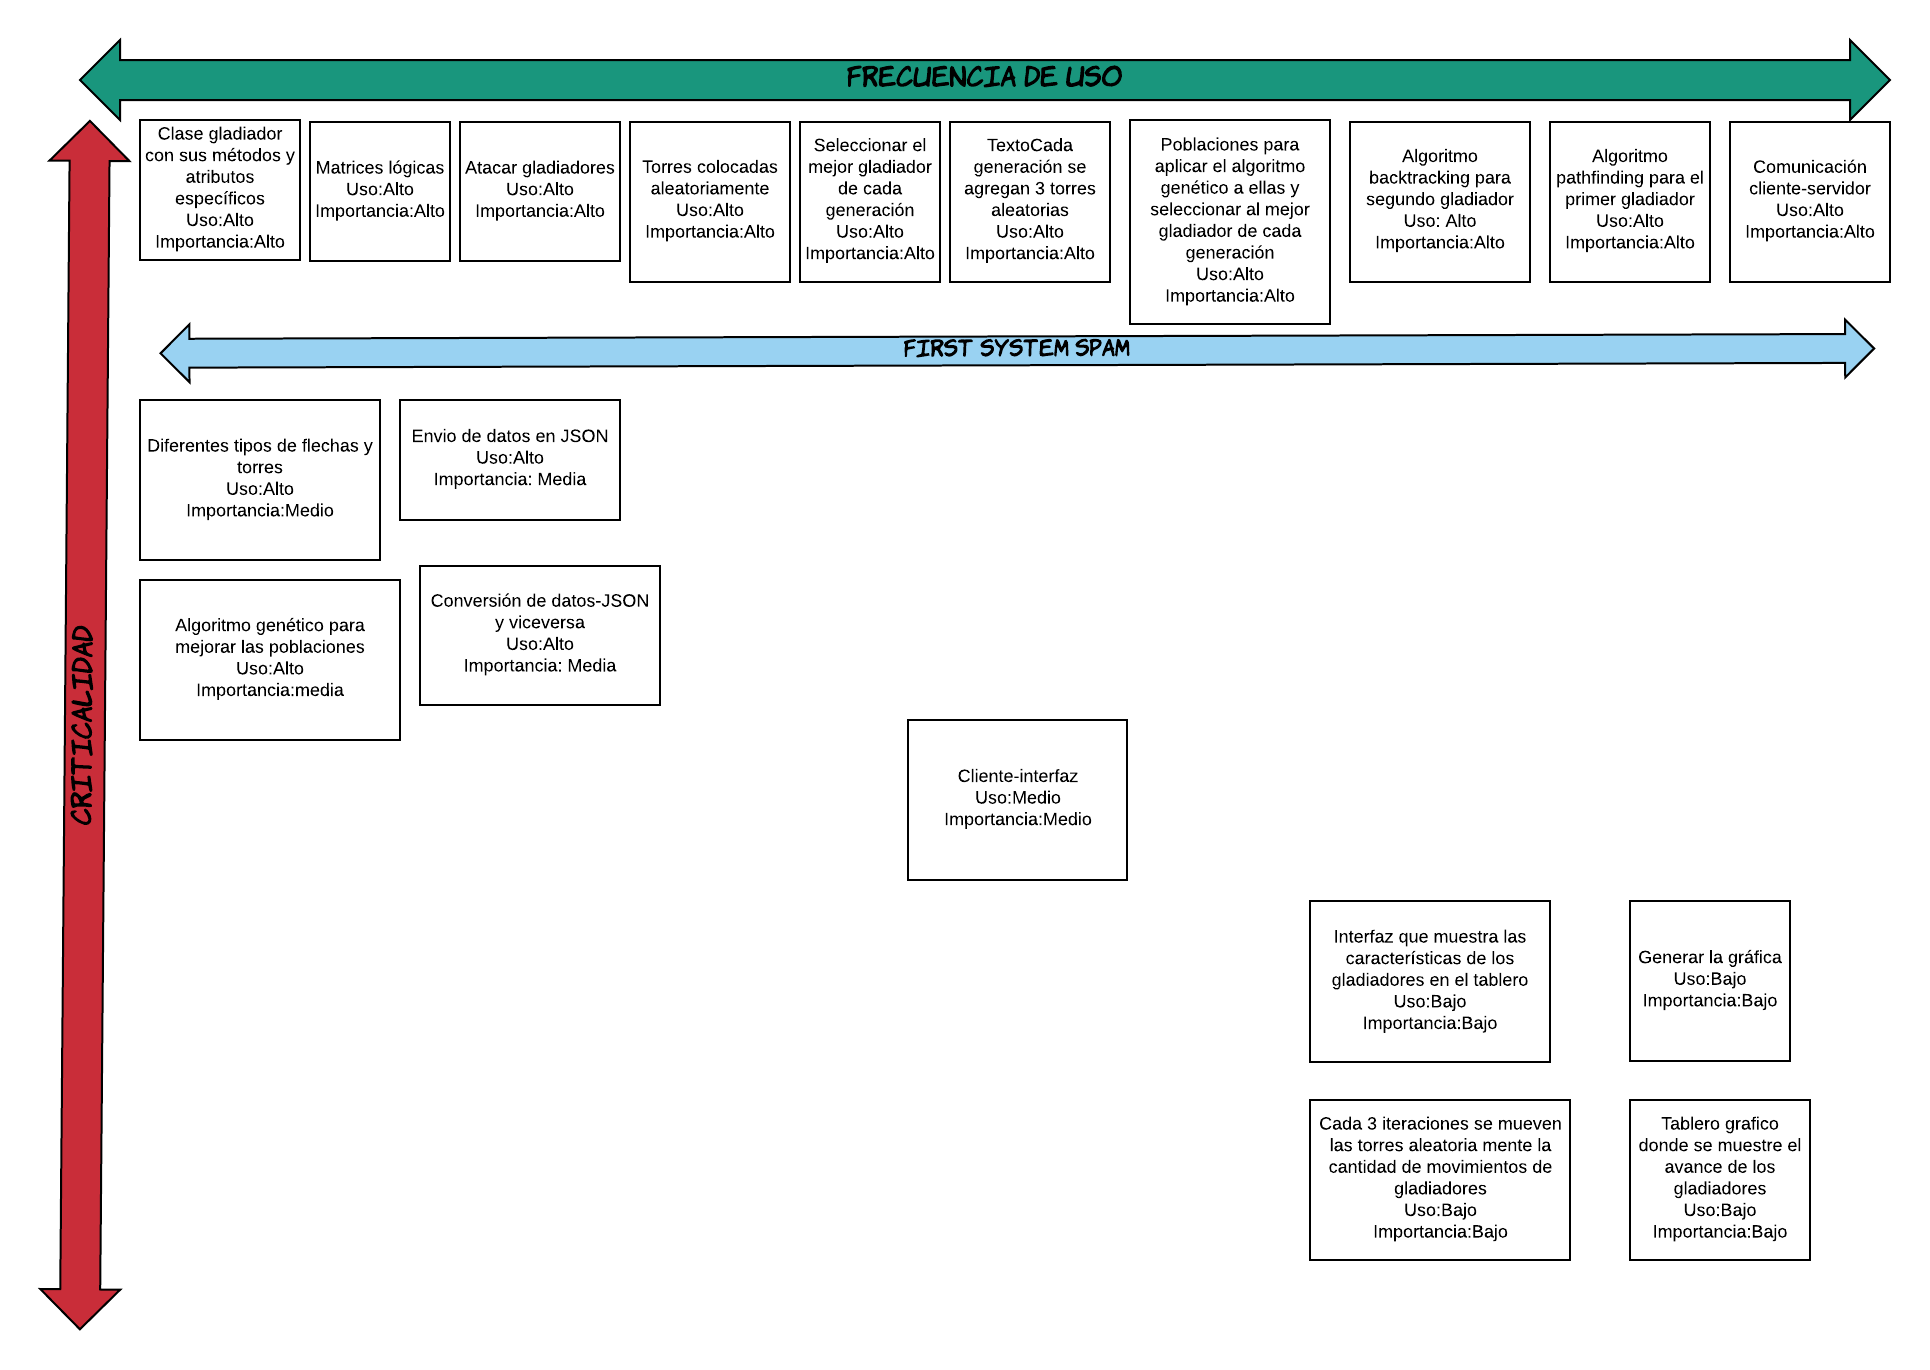 FRECUENCIA DE USO
Clase gladiador
con sus métodos y
atributos
específicos
Uso:Alto
Importancia:Alto
Matrices lógicas
Uso:Alto
Importancia:Alto
Atacar gladiadores
Uso:Alto
Importancia:Alto
Torres colocadas
aleatoriamente
Uso:Alto
Importancia:Alto
Seleccionar el
mejor gladiador
de cada
generación
Uso:Alto
Importancia:Alto
TextoCada
generación se
agregan 3 torres
aleatorias
Uso:Alto
Importancia:Alto
Poblaciones para
aplicar el algoritmo
genético a ellas y
seleccionar al mejor
gladiador de cada
generación
Uso:Alto
Importancia:Alto
Algoritmo
backtracking para
segundo gladiador
Uso: Alto
Importancia:Alto
Algoritmo
pathfinding para el
primer gladiador
Uso:Alto
Importancia:Alto
Comunicación
cliente-servidor
Uso:Alto
Importancia:Alto
FIRST SYSTEM SPAM
CRITICALIDAD
Diferentes tipos de flechas y
torres
Uso:Alto
Importancia:Medio
Envio de datos en JSON
Uso:Alto
Importancia: Media
Algoritmo genético para
mejorar las poblaciones
Uso:Alto
Importancia:media
Conversión de datos-JSON
y viceversa
Uso:Alto
Importancia: Media
Cliente-interfaz
Uso:Medio
Importancia:Medio
Interfaz que muestra las
características de los
gladiadores en el tablero
Uso:Bajo
Importancia:Bajo
Generar la gráfica
Uso:Bajo
Importancia:Bajo
Cada 3 iteraciones se mueven
las torres aleatoria mente la
cantidad de movimientos de
gladiadores
Uso:Bajo
Importancia:Bajo
Tablero grafico
donde se muestre el
avance de los
gladiadores
Uso:Bajo
Importancia:Bajo